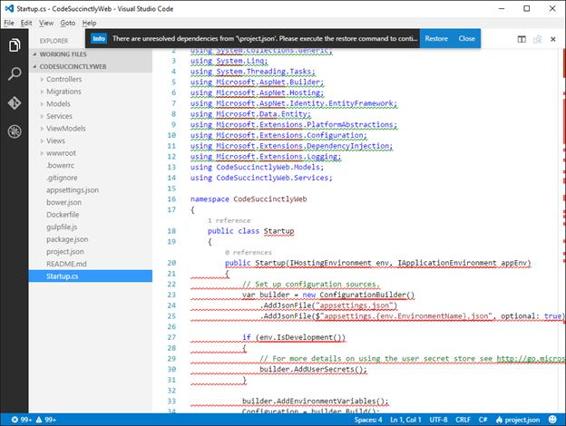 Startup.cs - CodeSuccinctlyWeb - Visual Studio Code
File Edit View Goto Help
Info There are unresolved dependencies from '\project.json'. Please execute the restore command to conti... Restore Close
EXPLORER
WORKING FILES
CODESUCCINCTLYWEB
Controllers
Migrations
Models
Services
ViewModels
Views
wwwroot
.bowerrc
.gitignore
appsettings.json
bower.json
Dockerfile
gulpfile.js
package.json
project.json
README.md
Startup.cs
2 using System.Collections.Generic;
3 using System.Linq;
4 using System.Threading.Tasks;
5 using Microsoft.AspNet.Builder;
6 using Microsoft.AspNet.Hosting;
7 using Microsoft.AspNet.Identity.EntityFramework;
8 using Microsoft.Data.Entity;
9 using Microsoft.Extensions.PlatformAbstractions;
10 using Microsoft.Extensions.Configuration;
11 using Microsoft.Extensions.DependencyInjection;
12 using Microsoft.Extensions.Logging;
13 using CodeSuccinctlyWeb.Models;
14 using CodeSuccinctlyWeb.Services;
15
16 namespace CodeSuccinctlyWeb
17 {
1 reference
18 public class Startup
19 {
0 references
20 public Startup(IHostingEnvironment env, IApplicationEnvironment appEnv)
21 {
22 // Set up configuration sources.
23 var builder = new ConfigurationBuilder()
24 .AddJsonFile("appsettings.json")
25 .AddJsonFile($"appsettings.{env.EnvironmentName}.json", optional: true)
26
27 if (env.IsDevelopment())
28 {
29 // For more details on using the user secret store see http://go.micros
30 builder.AddUserSecrets();
31 }
32
33 builder.AddEnvironmentVariables();
34 Configuration = builder.Build();
99+ 99+ Spaces: 4 Ln 1, Col 1 UTF-8 CRLF C# project.json